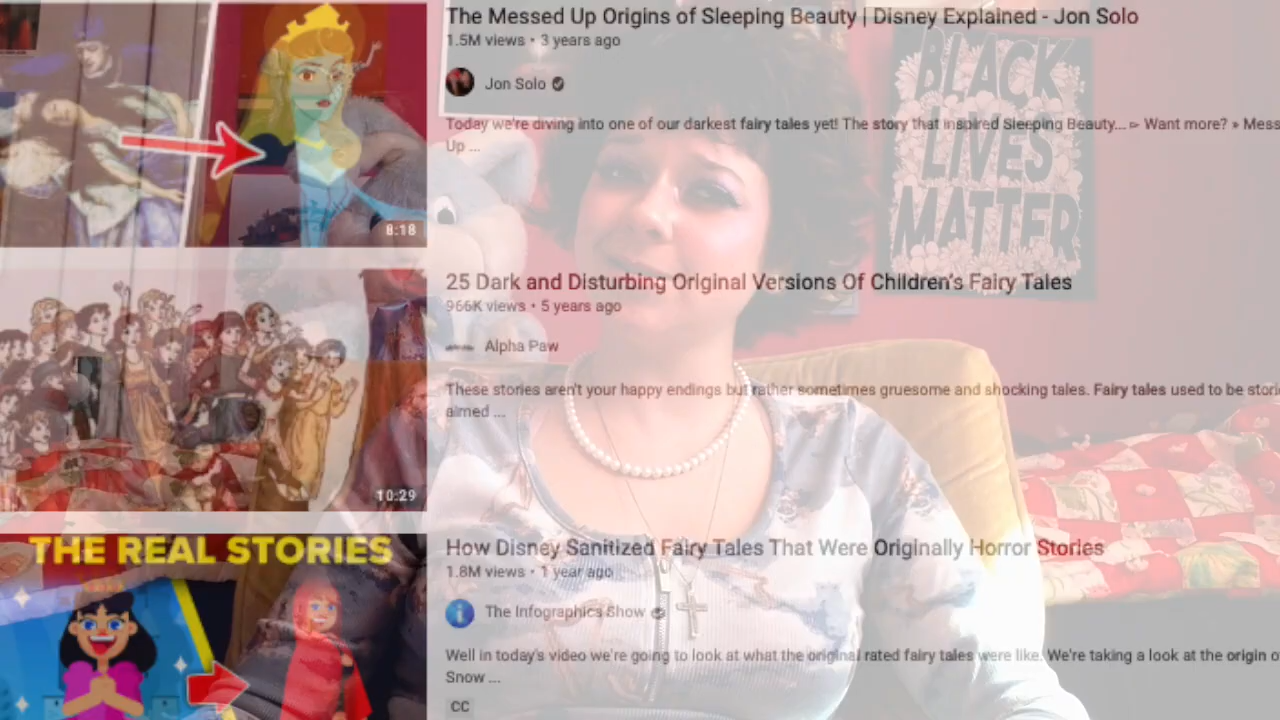 The Messed Up Origins of Sleeping Beauty | Disney Explained - Jon Solo
1.5M views • 3 years ago
Jon Solo
Today we're diving into one of our darkest fairy tales yet! The story that inspired Sleeping Beauty... ▻ Want more? » Mess
Up ...
8:18
BLACK
LIVES
MATTER
25 Dark and Disturbing Original Versions Of Children's Fairy Tales
966K views • 5 years ago
Alpha Paw
These stories aren't your happy endings but rather sometimes gruesome and shocking tales. Fairy tales used to be stori
aimed ...
10:29
THE REAL STORIES
How Disney Sanitized Fairy Tales That Were Originally Horror Stories
1.8M views • 1 year ago
The Infographics Show
Well in today's video we're going to look at what the original rated fairy tales were like. We're taking a look at the origin o
Snow ...
CC